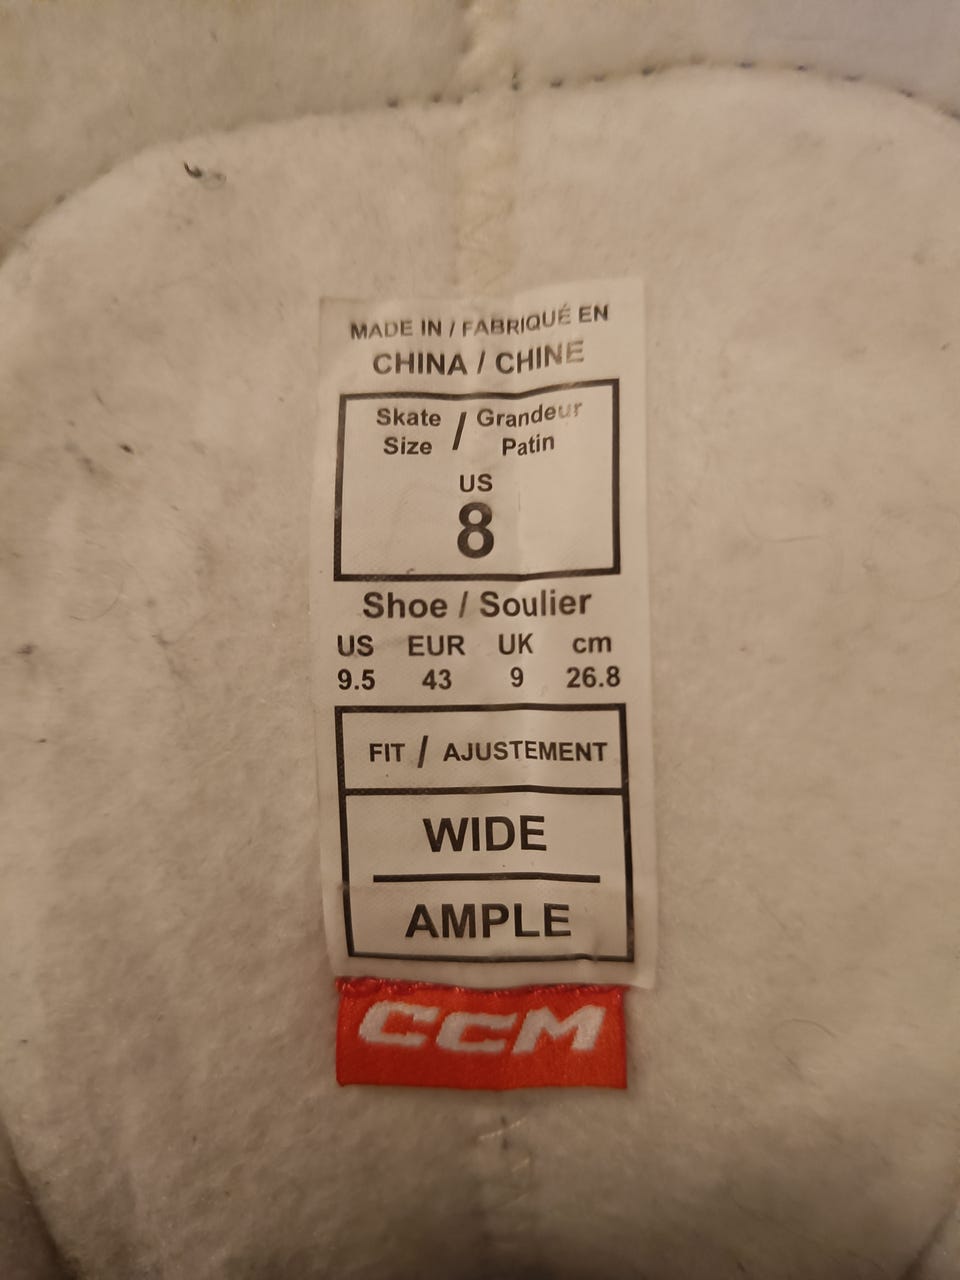 MADE IN / FABRIQUÉ EN
CHINA / CHINE
Skate Size / Grandeur Patin
US
8
Shoe / Soulier
US EUR UK cm
9.5 43 9 26.8
FIT / AJUSTEMENT
WIDE
AMPLE
CCM